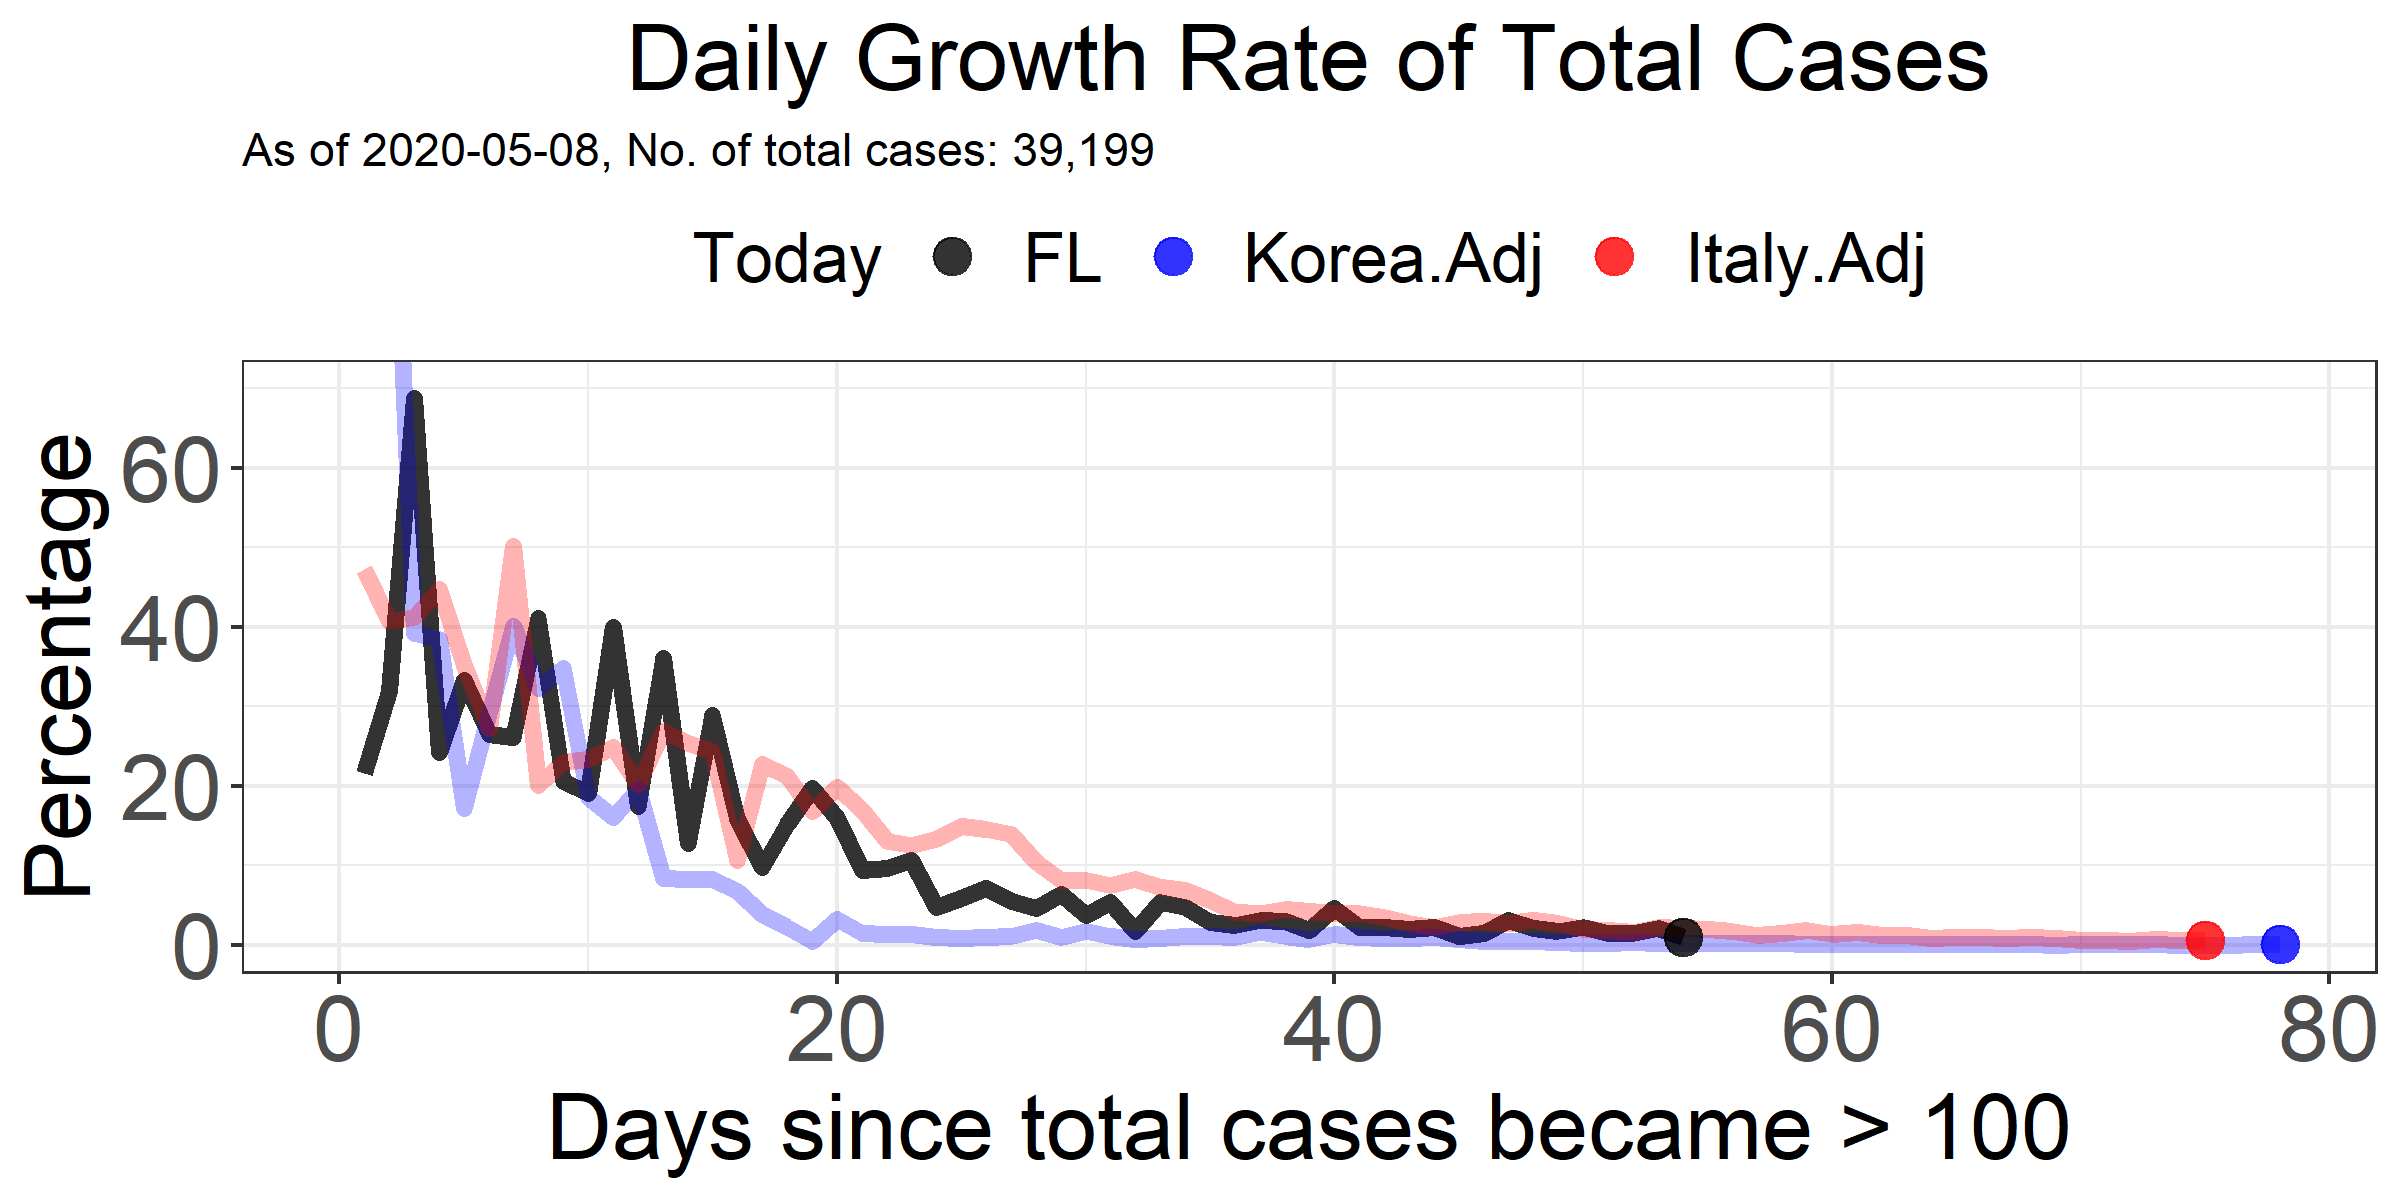 Daily Growth Rate of Total Cases
As of 2020-05-08, No. of total cases: 39,199
Today FL Korea.Adj Italy.Adj
Percentage
60
40
20
0
0 20 40 60 80
Days since total cases became > 100